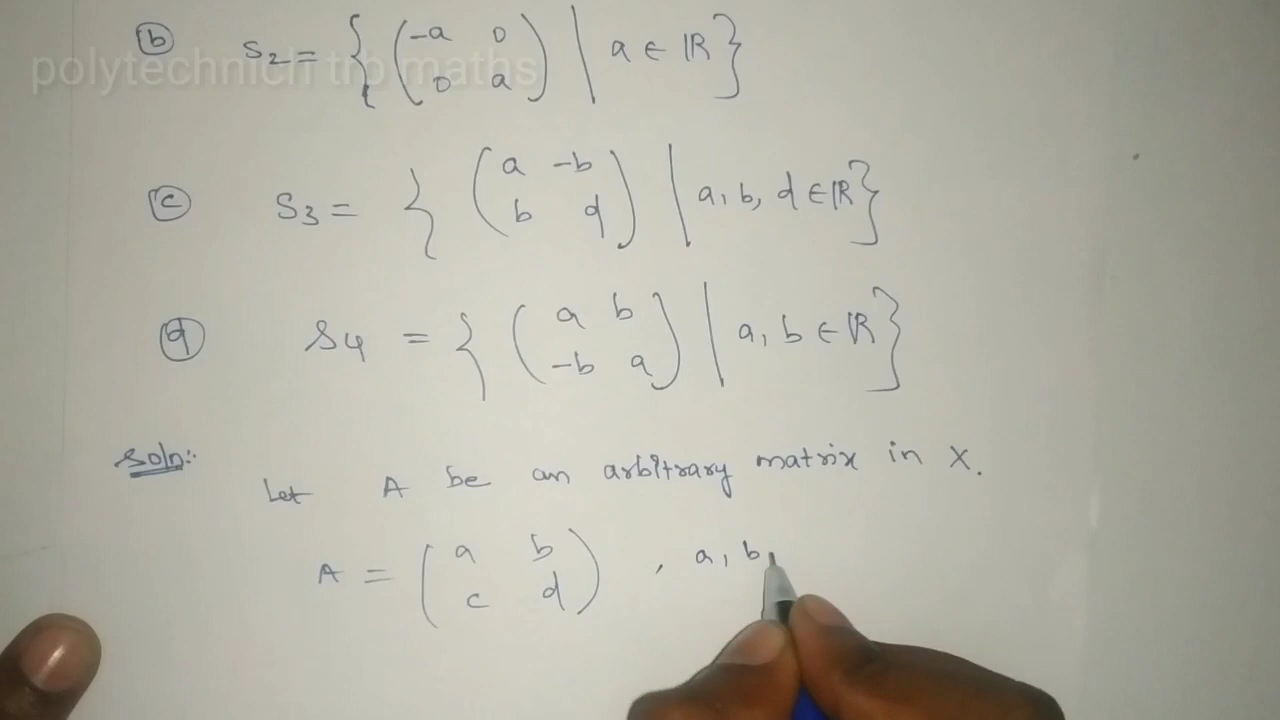 (b) S2 = { ( -a 0
0 a ) | a ∈ ℝ }
polytechnich trb maths
(c) S3 = { ( a -b
b d ) | a, b, d ∈ ℝ }
(d) S4 = { ( a b
-b a ) | a, b ∈ ℝ }
Soln:
Let A be an arbitrary matrix in X.
A = ( a b
c d ) , a, b,